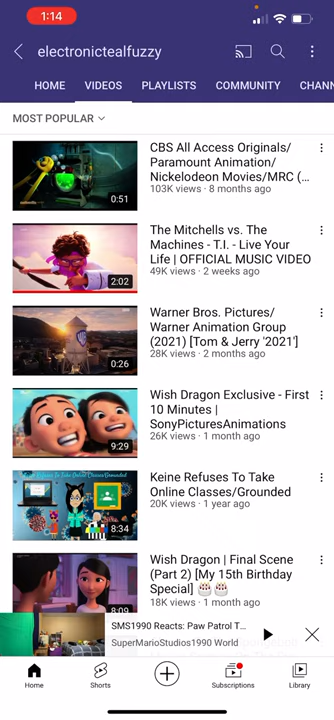 1:14
electronictealfuzzy
HOME VIDEOS PLAYLISTS COMMUNITY CHANN
MOST POPULAR
CBS All Access Originals/
Paramount Animation/
Nickelodeon Movies/MRC (...
103K views · 8 months ago
0:51
The Mitchells vs. The
Machines - T.I. - Live Your
Life | OFFICIAL MUSIC VIDEO
49K views · 2 weeks ago
2:02
Warner Bros. Pictures/
Warner Animation Group
(2021) [Tom & Jerry '2021']
28K views · 2 months ago
0:26
Wish Dragon Exclusive - First
10 Minutes |
SonyPicturesAnimations
26K views · 1 month ago
9:29
Keine Refuses To Take
Online Classes/Grounded
20K views · 1 year ago
8:34
Wish Dragon | Final Scene
(Part 2) [My 15th Birthday
Special] 🎂🎂
18K views · 1 month ago
8:09
SMS1990 Reacts: Paw Patrol T...
SuperMarioStudios1990 World
Home Shorts Subscriptions Library